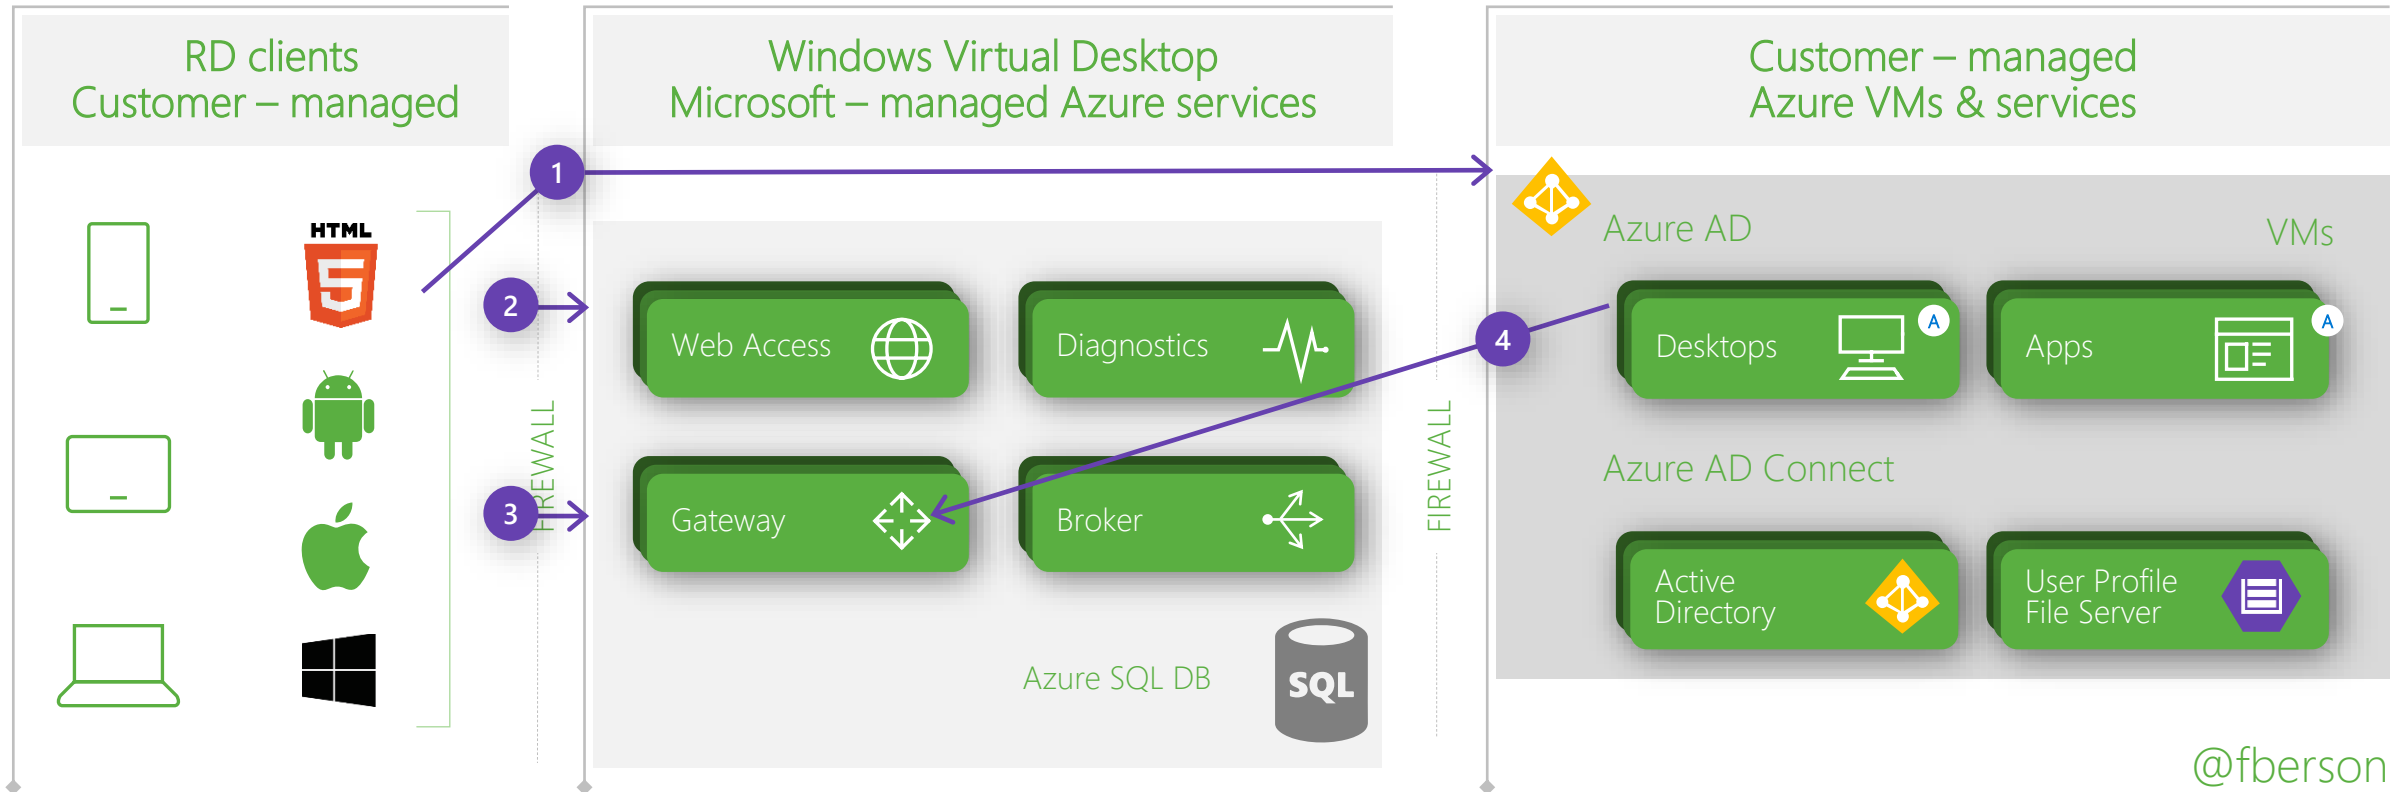 RD clients
Customer – managed
Windows Virtual Desktop
Microsoft – managed Azure services
Customer – managed
Azure VMs & services
1
HTML
5
2
3
4
FIREWALL
Web Access
Diagnostics
Gateway
Broker
Azure SQL DB
SQL
FIREWALL
Azure AD
VMs
Desktops
A
Apps
A
Azure AD Connect
Active
Directory
User Profile
File Server
@fberson